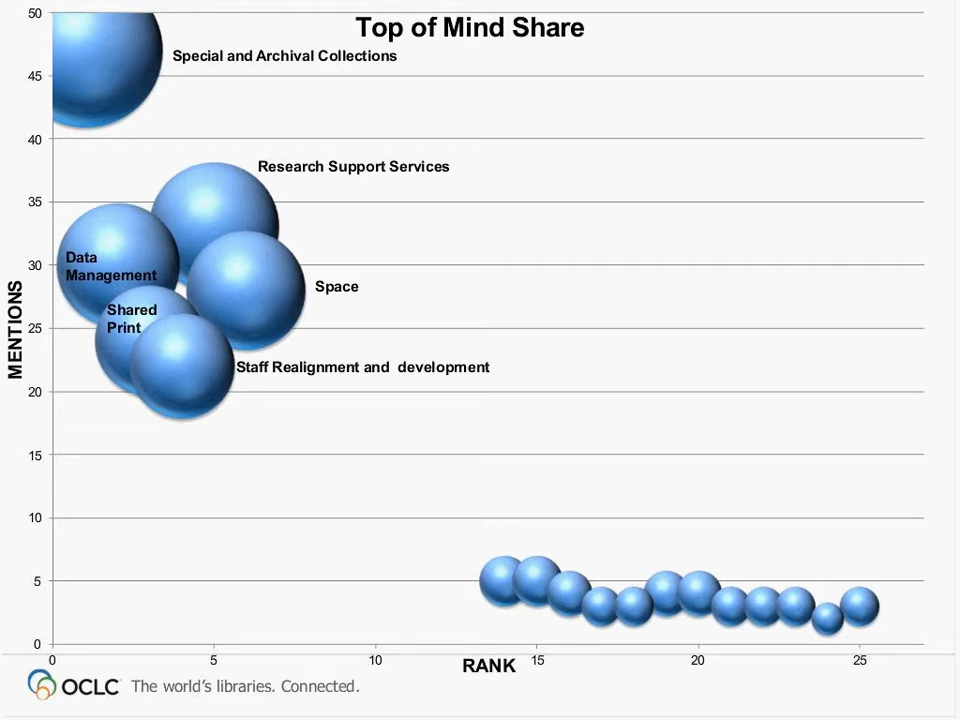 Top of Mind Share
50
45
40
35
30
25
20
15
10
5
0
MENTIONS
Special and Archival Collections
Research Support Services
Data
Management
Space
Shared
Print
Staff Realignment and  development
0 5 10 15 20 25
RANK
OCLC The world's libraries. Connected.